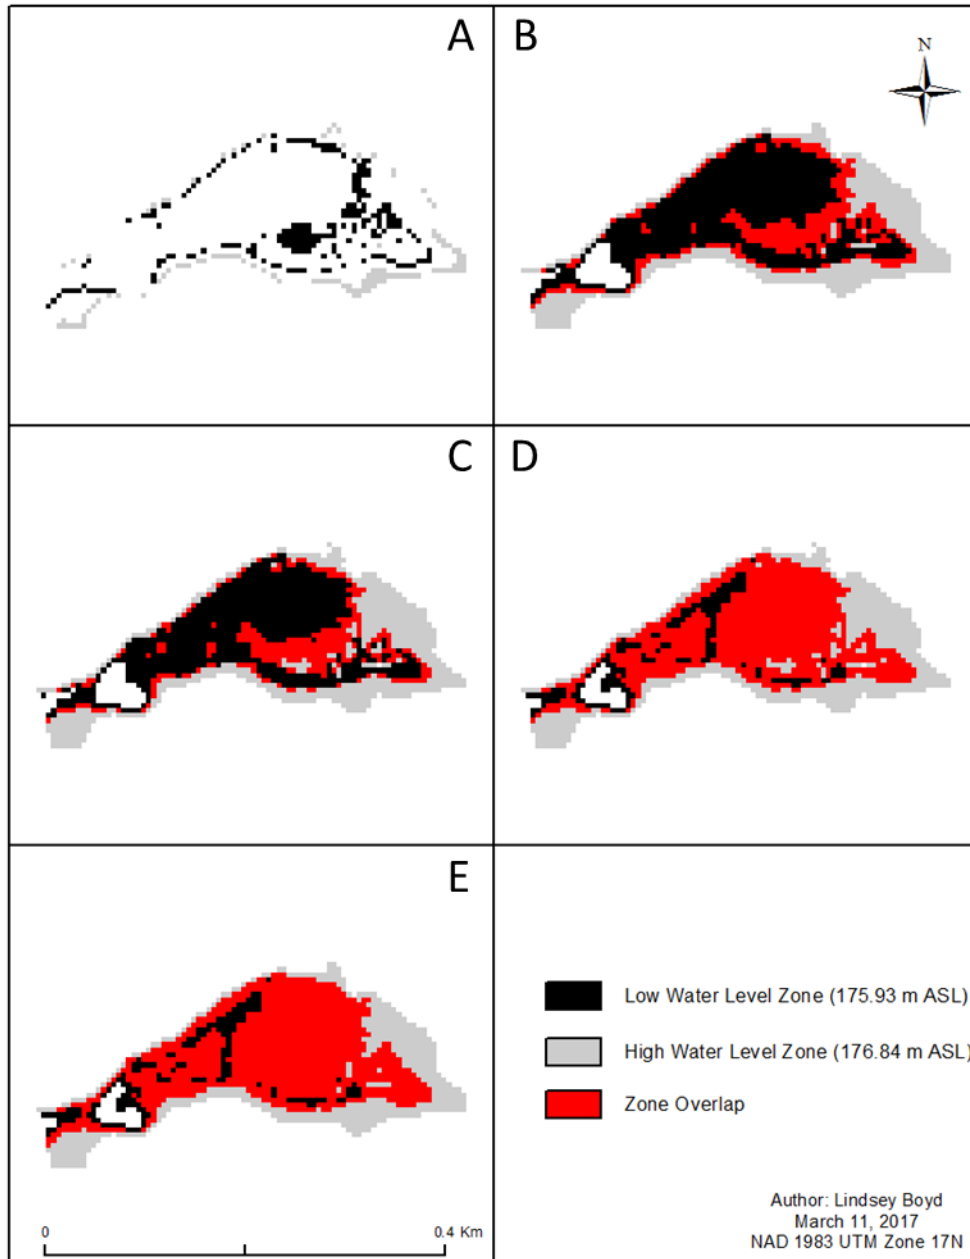 A
B
N
C
D
E
Low Water Level Zone (175.93 m ASL)
High Water Level Zone (176.84 m ASL)
Zone Overlap
0
0.4 Km
Author: Lindsey Boyd
March 11, 2017
NAD 1983 UTM Zone 17N